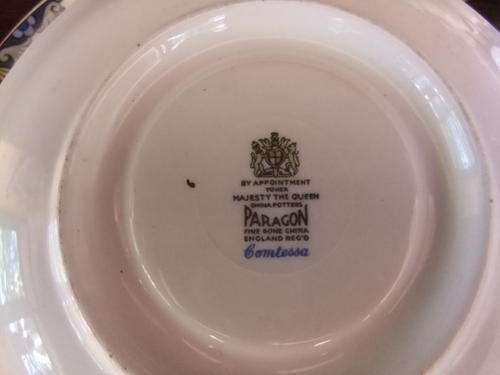 BY APPOINTMENT
TO HER
MAJESTY THE QUEEN
CHINA POTTERS
PARAGON
FINE BONE CHINA
ENGLAND REG'D
Comtessa